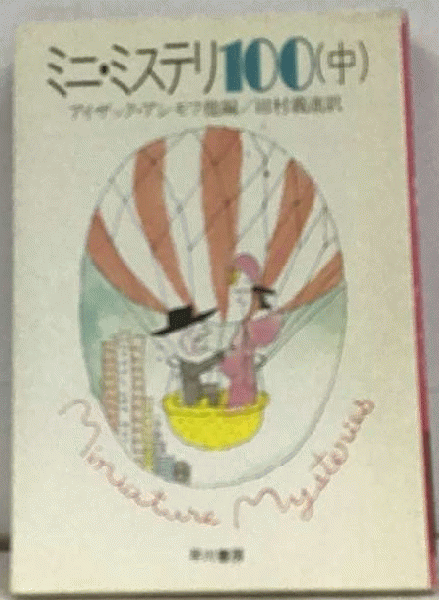 ミニ・ミステリ100(中)
アイザック・アシモフ他編/田村義進訳
Miniature Mysteries
早川書房